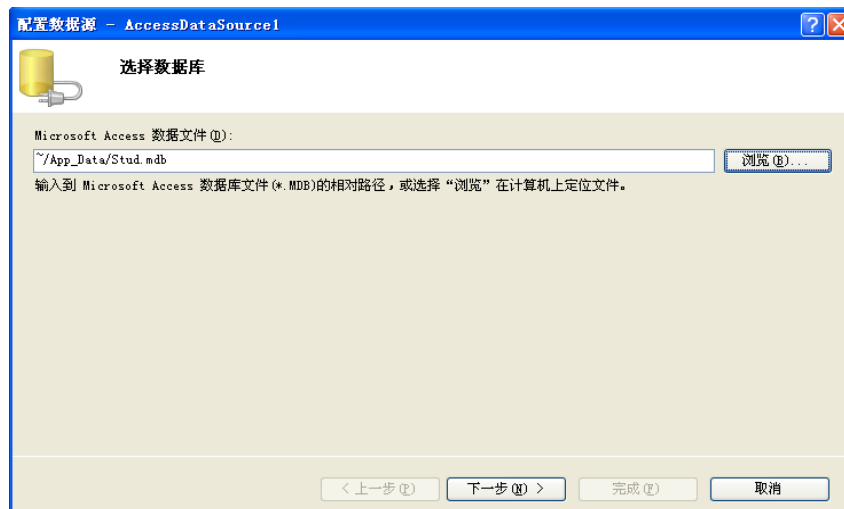 配置数据源 - AccessDataSource1
选择数据库
Microsoft Access 数据文件(D):
~/App_Data/Stud.mdb
浏览(B)...
输入到 Microsoft Access 数据库文件(*.MDB)的相对路径，或选择“浏览”在计算机上定位文件。
< 上一步(P)
下一步(N) >
完成(F)
取消